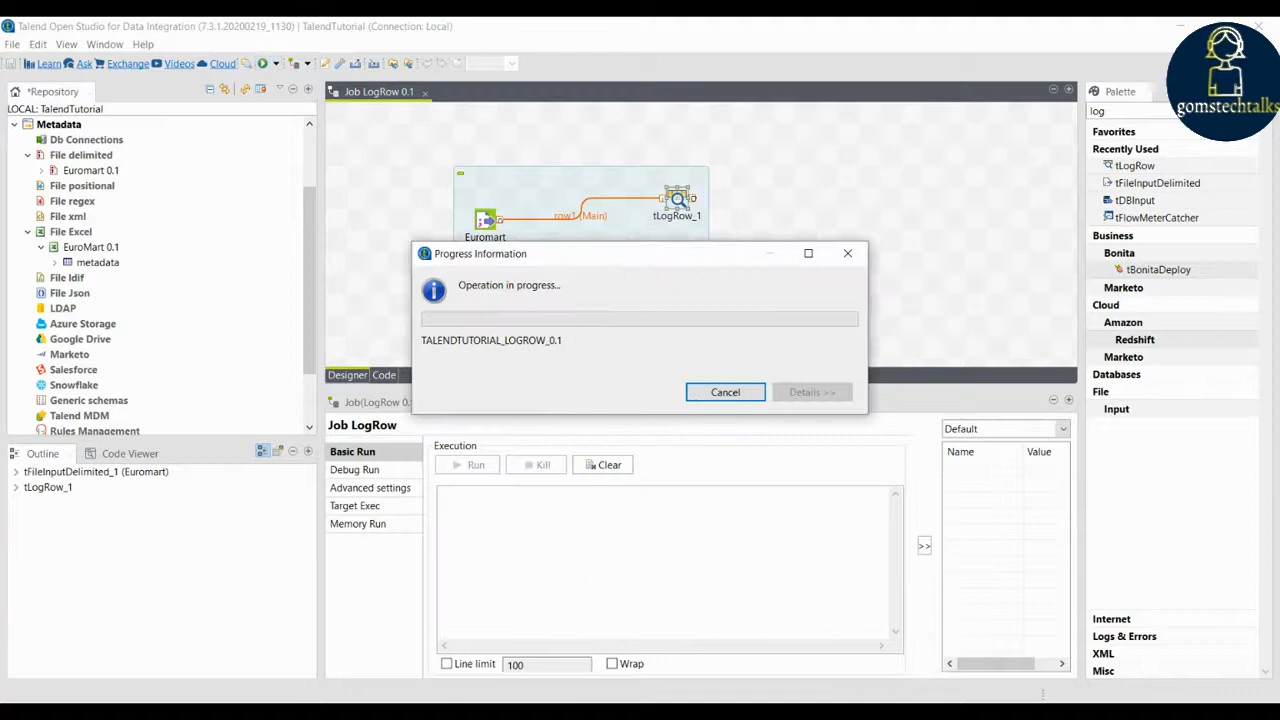 Talend Open Studio for Data Integration (7.3.1.20200219_1130) | TalendTutorial (Connection: Local)
File Edit View Window Help
Learn Ask Exchange Videos Cloud
*Repository
LOCAL: TalendTutorial
Metadata
Db Connections
File delimited
Euromart 0.1
File positional
File regex
File xml
File Excel
EuroMart 0.1
metadata
File ldif
File Json
LDAP
Azure Storage
Google Drive
Marketo
Salesforce
Snowflake
Generic schemas
Talend MDM
Rules Management
Outline Code Viewer
tFileInputDelimited_1 (Euromart)
tLogRow_1
Job LogRow 0.1
row1 (Main)
tLogRow_1
Euromart
Progress Information
Operation in progress...
TALENDTUTORIAL_LOGROW_0.1
Cancel Details >>
Designer Code
Job(LogRow 0.
Job LogRow
Basic Run
Debug Run
Advanced settings
Target Exec
Memory Run
Execution
Run Kill Clear
Line limit 100 Wrap
>>
Default
Name Value
Palette
log
Favorites
Recently Used
tLogRow
tFileInputDelimited
tDBInput
tFlowMeterCatcher
Business
Bonita
tBonitaDeploy
Marketo
Cloud
Amazon
Redshift
Marketo
Databases
File
Input
Internet
Logs & Errors
XML
Misc
gomstechtalks